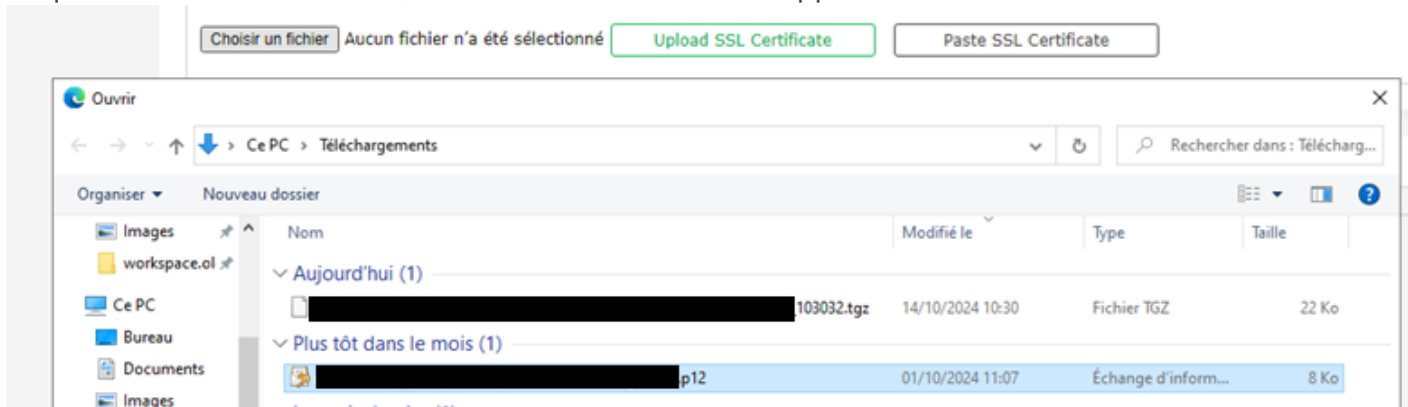 Choisir un fichier Aucun fichier n'a été sélectionné Upload SSL Certificate Paste SSL Certificate
Ouvrir
Ce PC > Téléchargements Rechercher dans : Télécharg...
Organiser Nouveau dossier
Images Nom Modifié le Type Taille
workspace.ol
Aujourd'hui (1)
Ce PC 103032.tgz 14/10/2024 10:30 Fichier TGZ 22 Ko
Bureau
Plus tôt dans le mois (1)
Documents p12 01/10/2024 11:07 Échange d'inform... 8 Ko
Images